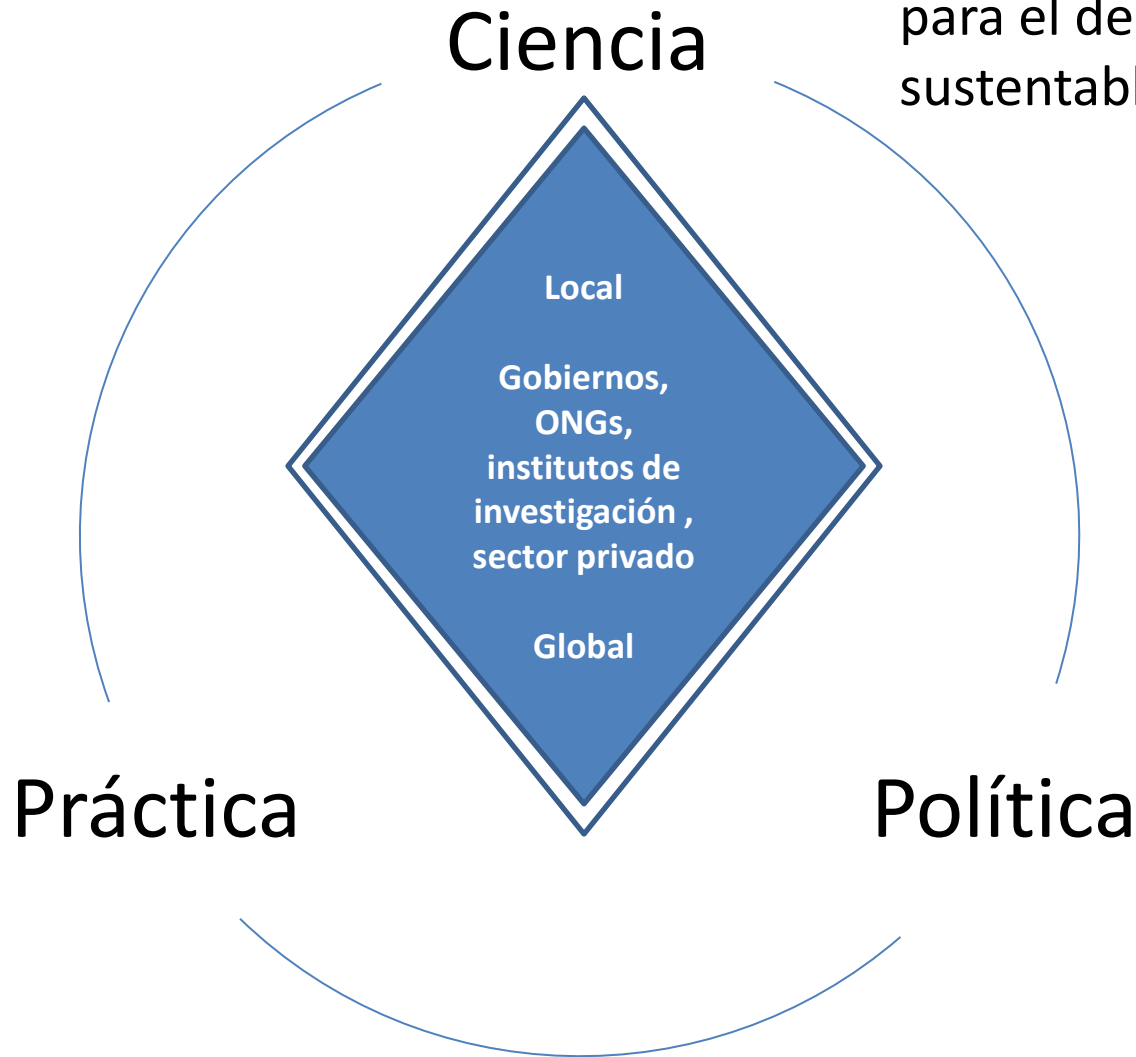 Ciencia
para el de
sustentabl
Local
Gobiernos,
ONGs,
institutos de
investigación ,
sector privado
Global
Práctica
Política